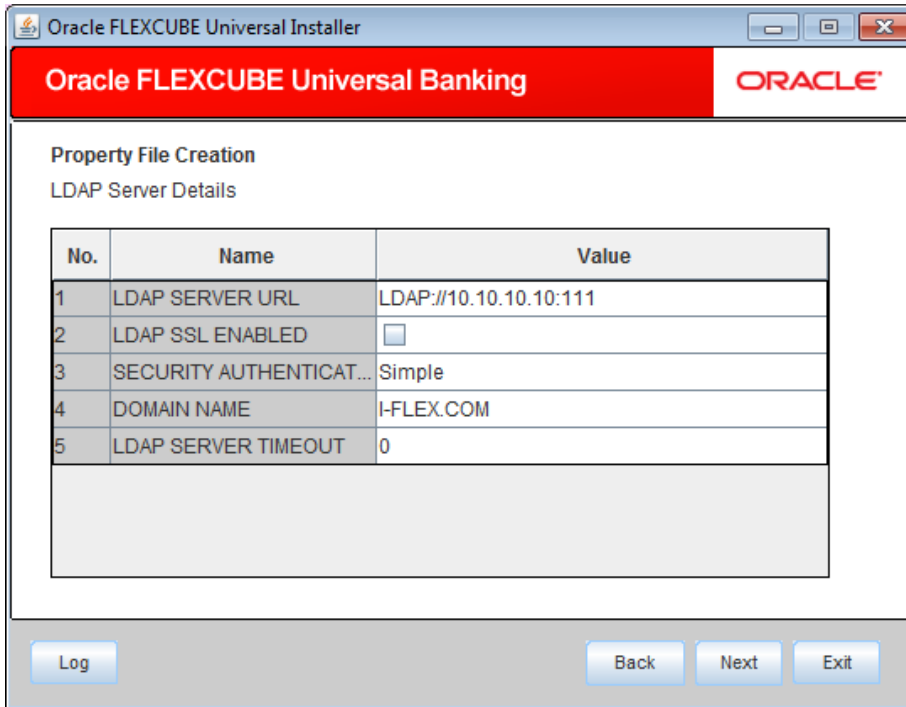 Oracle FLEXCUBE Universal Installer
Oracle FLEXCUBE Universal Banking ORACLE
Property File Creation
LDAP Server Details
No. Name Value
1 LDAP SERVER URL LDAP://10.10.10.10:111
2 LDAP SSL ENABLED
3 SECURITY AUTHENTICAT... Simple
4 DOMAIN NAME I-FLEX.COM
5 LDAP SERVER TIMEOUT 0
Log Back Next Exit